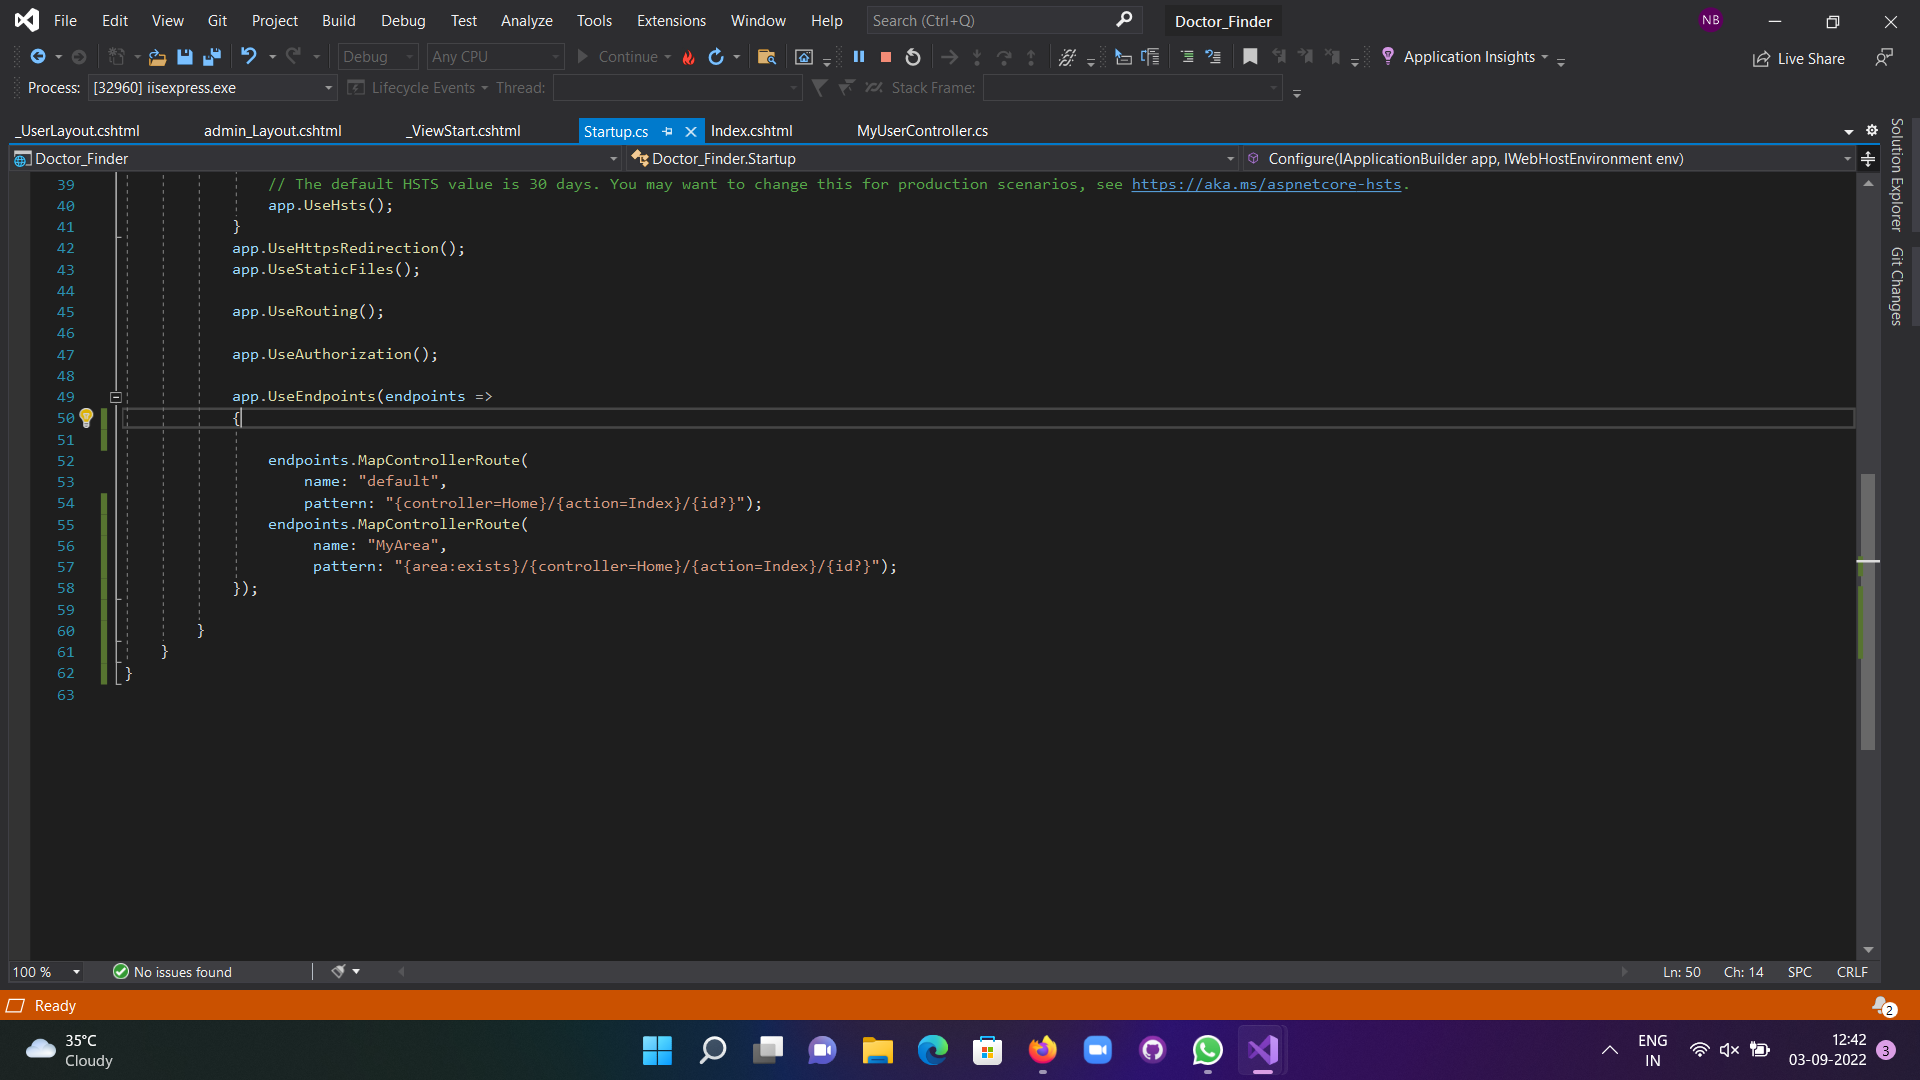 File Edit View Git Project Build Debug Test Analyze Tools Extensions Window Help Search (Ctrl+Q) Doctor_Finder NB
Debug Any CPU Continue Application Insights Live Share
Process: [32960] iisexpress.exe Lifecycle Events Thread: Stack Frame:
_UserLayout.cshtml admin_Layout.cshtml _ViewStart.cshtml Startup.cs Index.cshtml MyUserController.cs
Doctor_Finder Doctor_Finder.Startup Configure(IApplicationBuilder app, IWebHostEnvironment env)
39 // The default HSTS value is 30 days. You may want to change this for production scenarios, see https://aka.ms/aspnetcore-hsts.
40 app.UseHsts();
41 }
42 app.UseHttpsRedirection();
43 app.UseStaticFiles();
44
45 app.UseRouting();
46
47 app.UseAuthorization();
48
49 app.UseEndpoints(endpoints =>
50 {
51
52 endpoints.MapControllerRoute(
53 name: "default",
54 pattern: "{controller=Home}/{action=Index}/{id?}");
55 endpoints.MapControllerRoute(
56 name: "MyArea",
57 pattern: "{area:exists}/{controller=Home}/{action=Index}/{id?}");
58 });
59
60 }
61 }
62 }
63
Solution Explorer
Git Changes
100 % No issues found Ln: 50 Ch: 14 SPC CRLF
Ready 2
35°C
Cloudy
ENG
IN
12:42
03-09-2022
3